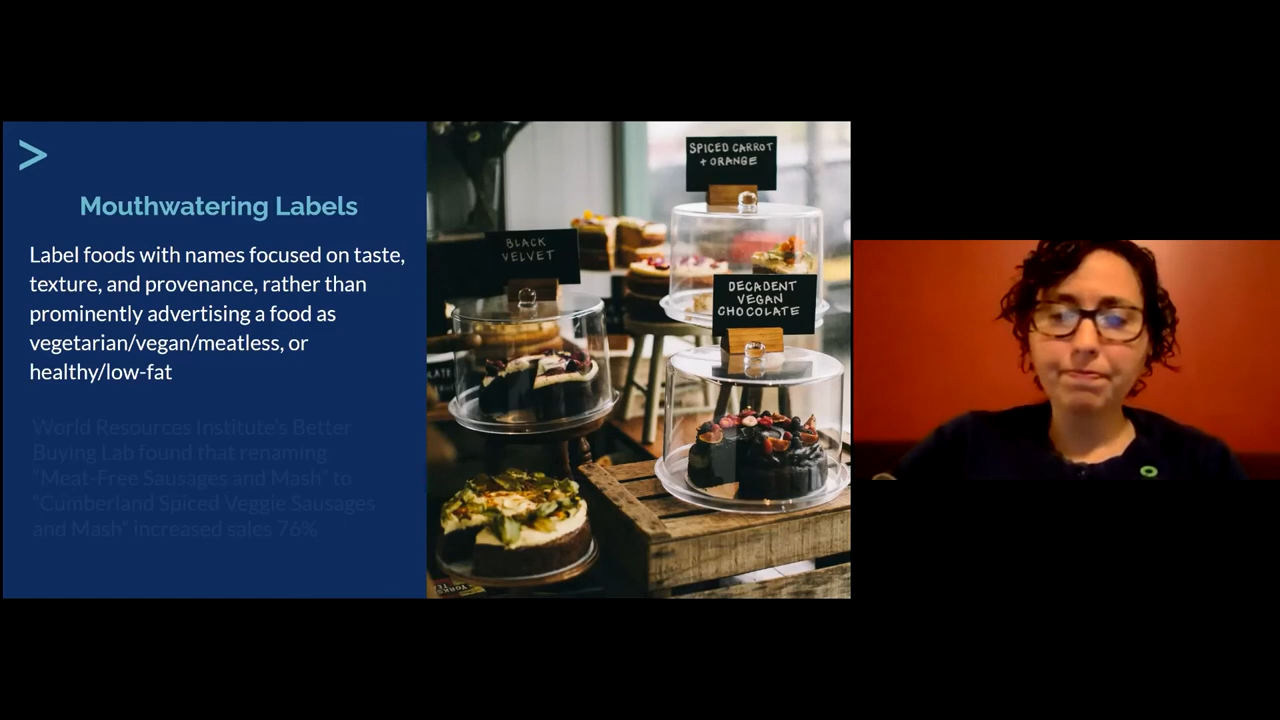 >
Mouthwatering Labels
Label foods with names focused on taste,
texture, and provenance, rather than
prominently advertising a food as
vegetarian/vegan/meatless, or
healthy/low-fat
World Resources Institute's Better
Buying Lab found that renaming
"Meat-Free Sausages and Mash" to
"Cumberland Spiced Veggie Sausages
and Mash" increased sales 76%
SPICED CARROT
+ ORANGE
BLACK
VELVET
DECADENT
VEGAN
CHOCOLATE